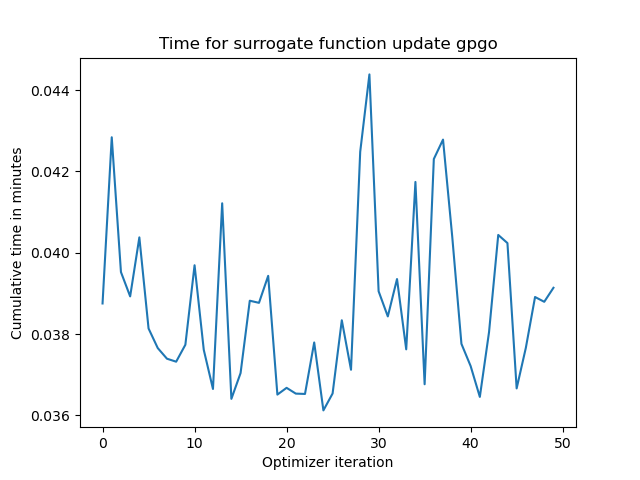 Time for surrogate function update gpgo
Cumulative time in minutes
0.044
0.042
0.040
0.038
0.036
0 10 20 30 40 50
Optimizer iteration